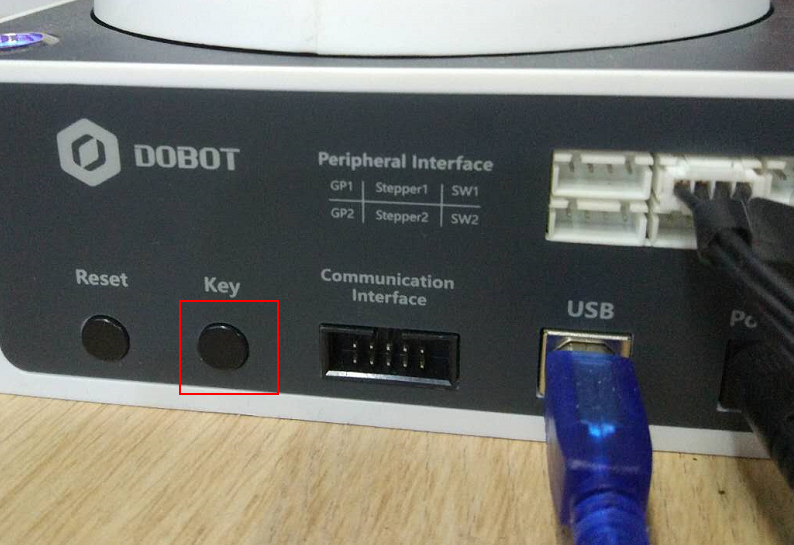 DOBOT
Peripheral Interface
GP1 Stepper1 SW1
GP2 Stepper2 SW2
Reset
Key
Communication
Interface
USB